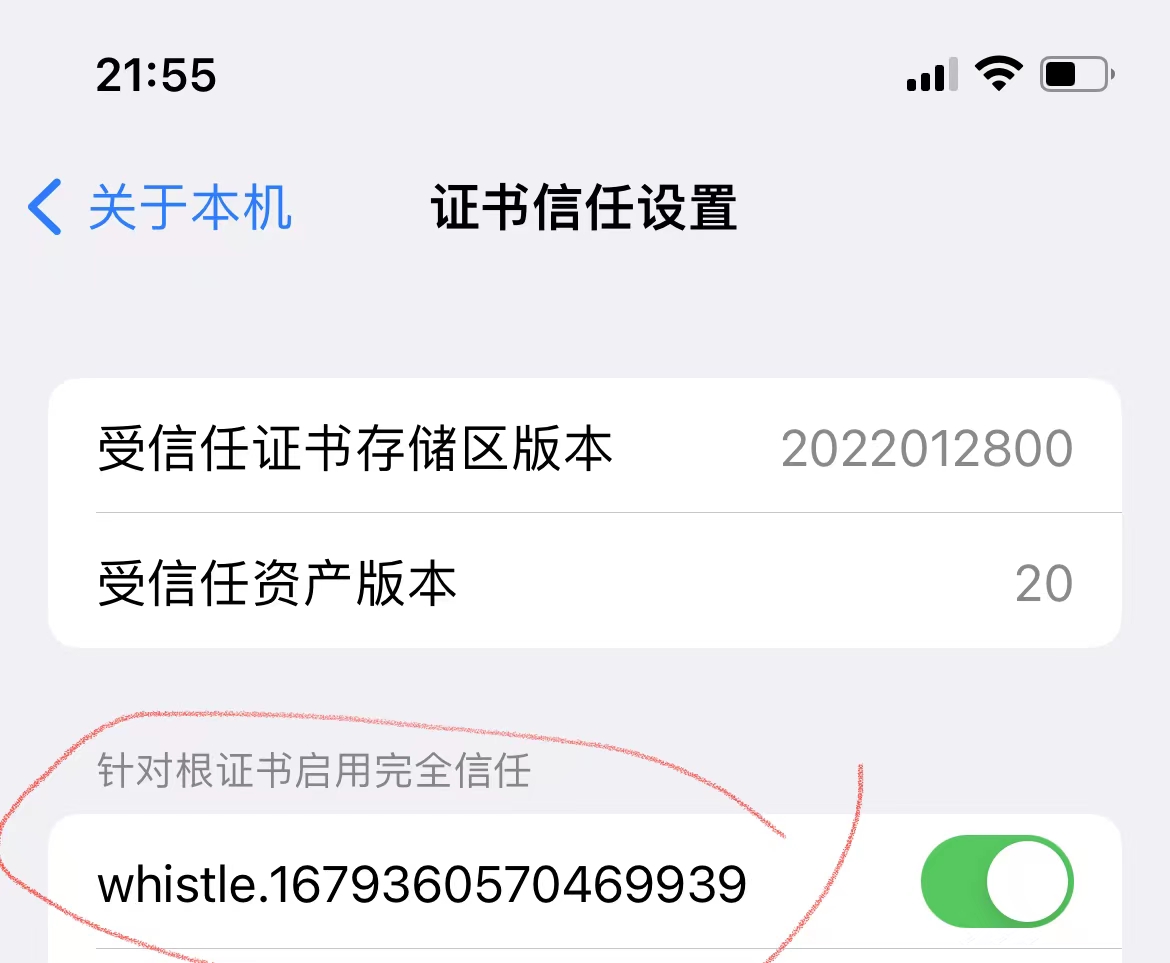 21:55
关于本机 证书信任设置
受信任证书存储区版本 2022012800
受信任资产版本 20
针对根证书启用完全信任
whistle.1679360570469939